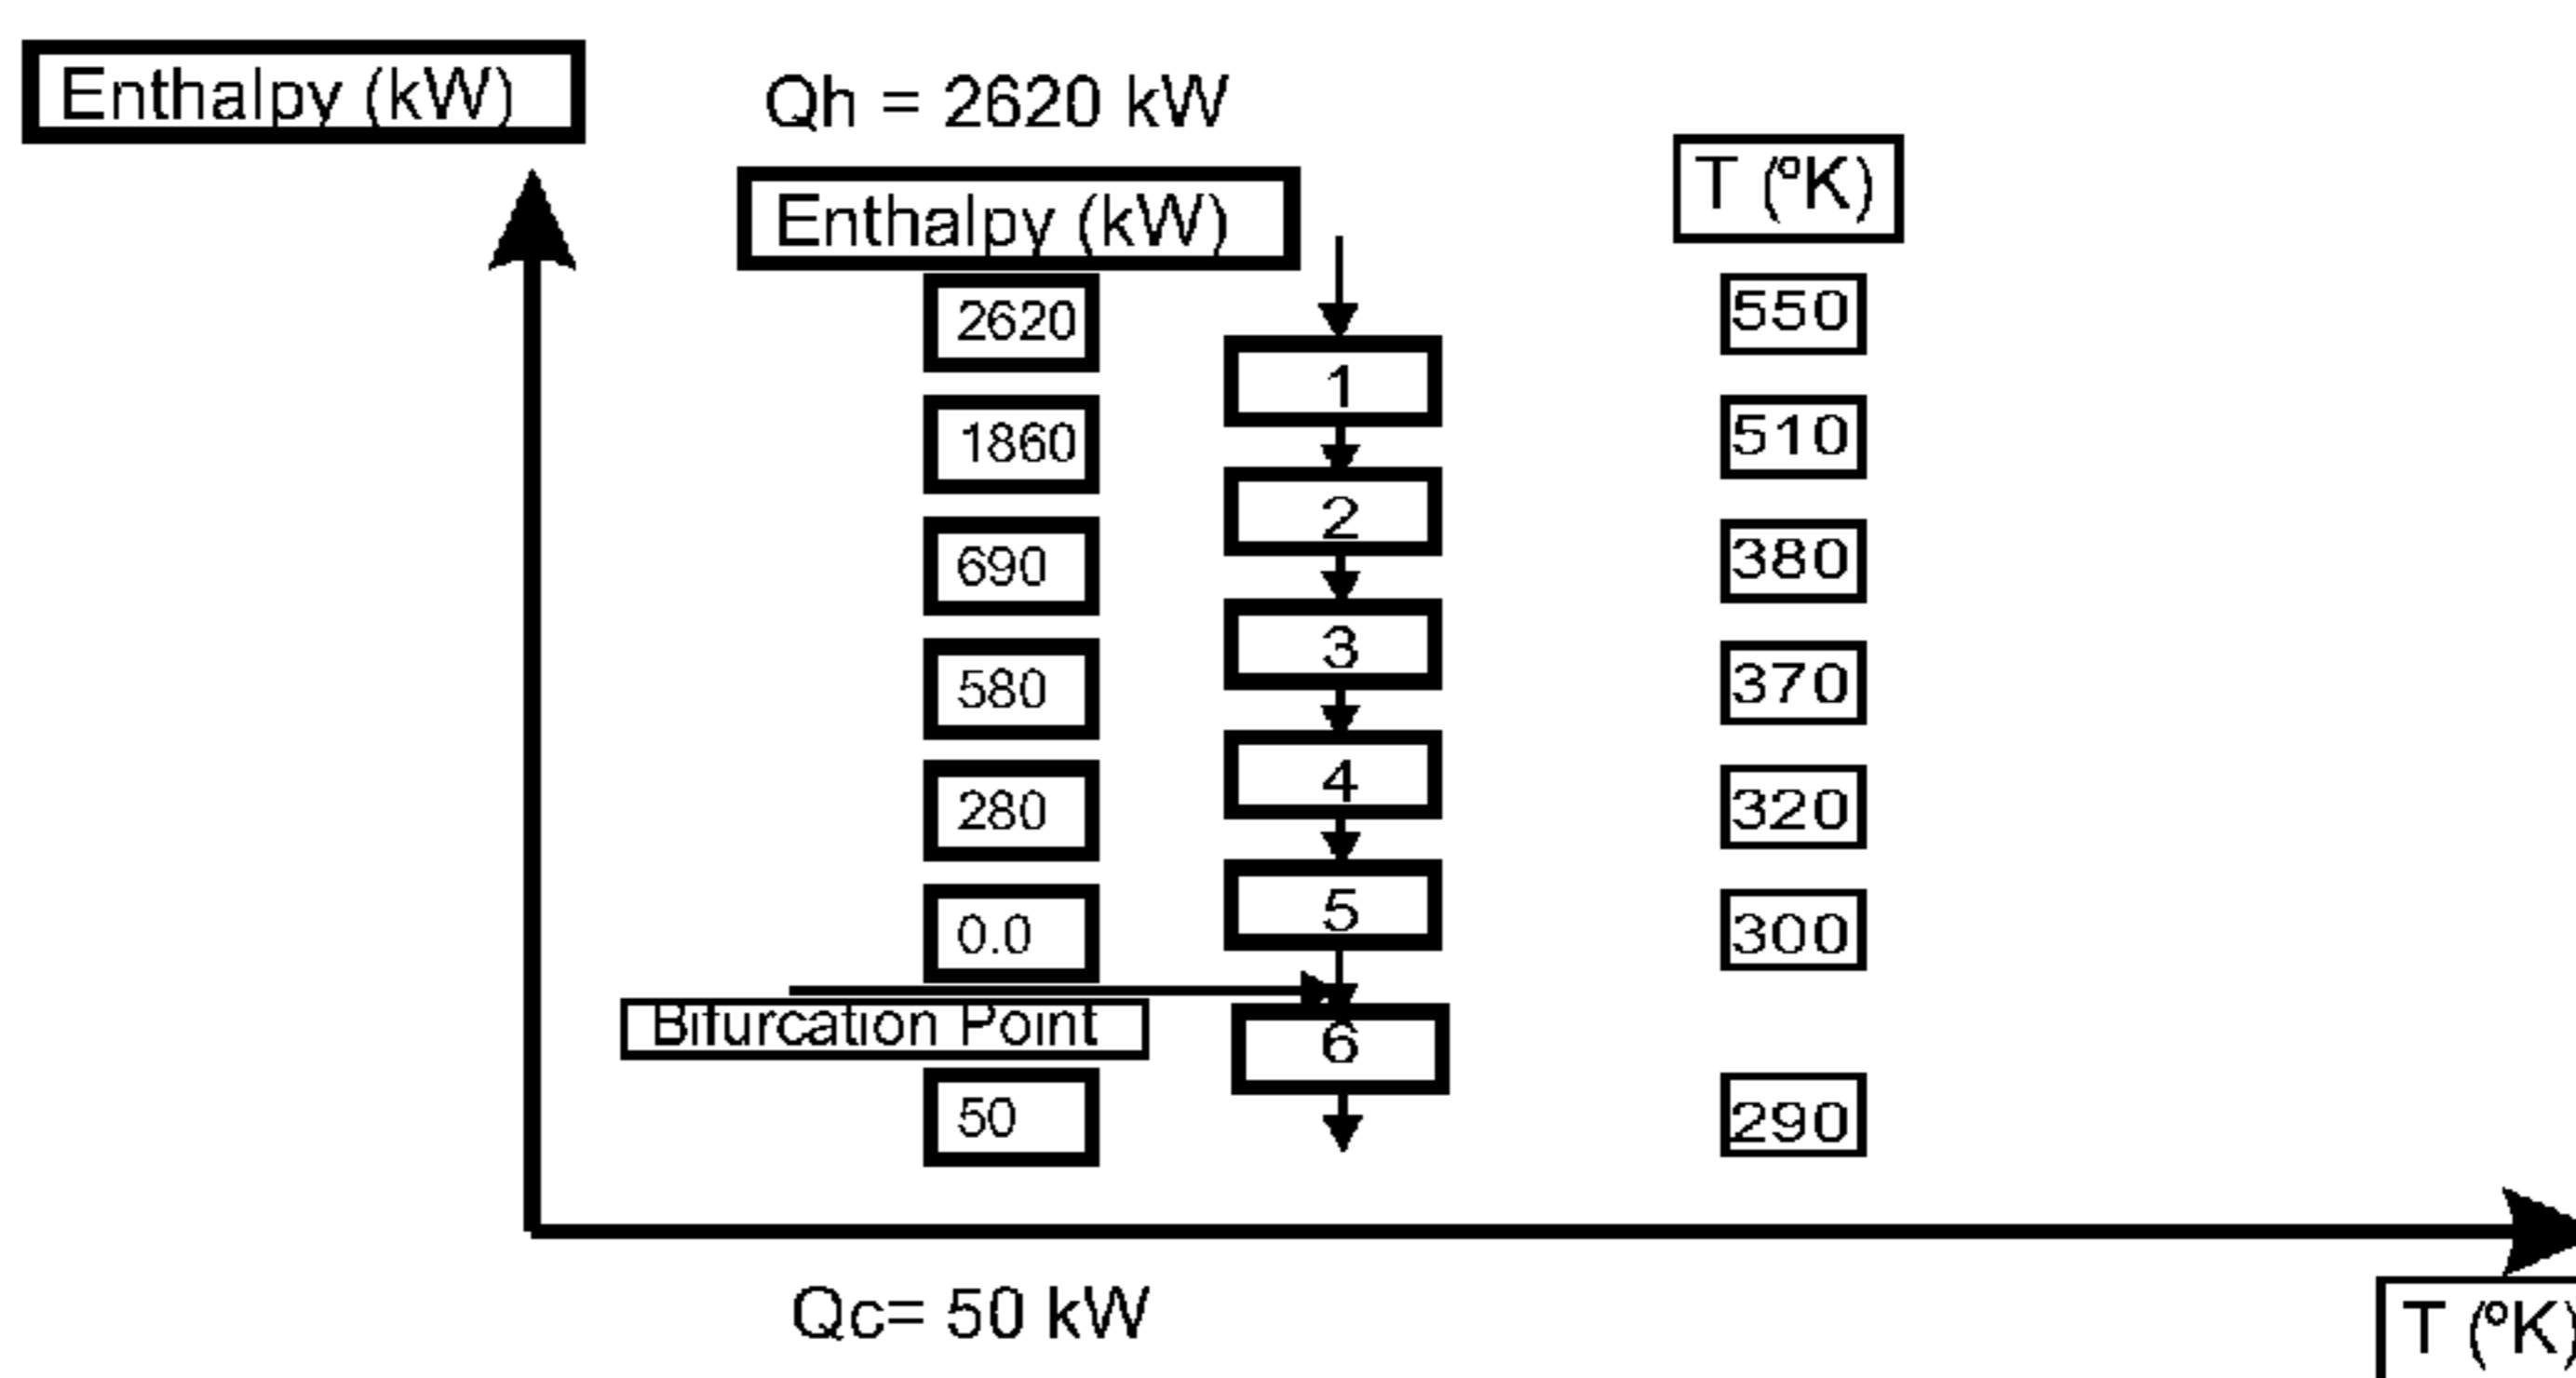 Enthalpy (kW)
Qh = 2620 kW
Enthalpy (kW)
T (ºK)
2620
550
1
1860
510
2
690
380
3
580
370
4
280
320
5
0.0
300
Bifurcation Point
6
50
290
Qc= 50 kW
T (ºK)